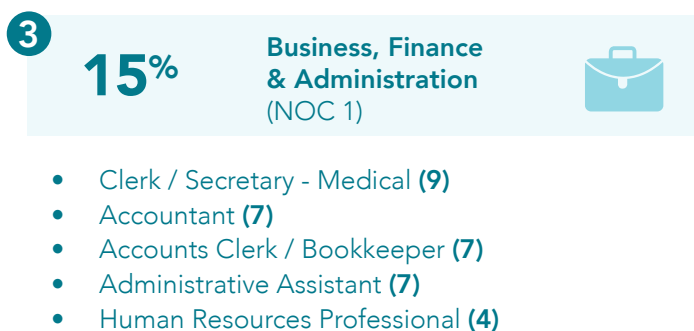 3
15%
Business, Finance
& Administration
(NOC 1)
• Clerk / Secretary - Medical (9)
• Accountant (7)
• Accounts Clerk / Bookkeeper (7)
• Administrative Assistant (7)
• Human Resources Professional (4)